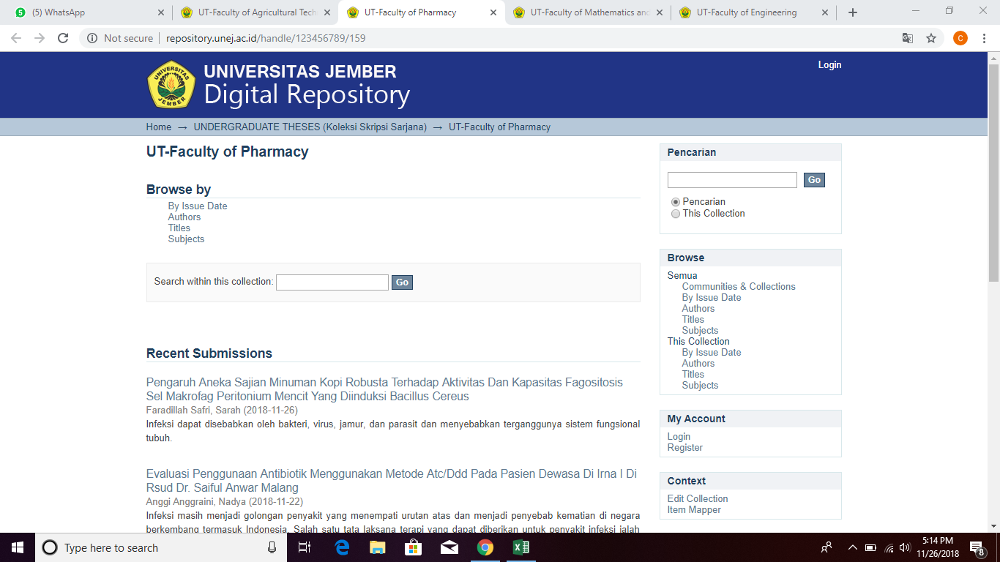 (5) WhatsApp
UT-Faculty of Agricultural Tech
UT-Faculty of Pharmacy
UT-Faculty of Mathematics and
UT-Faculty of Engineering
Not secure
repository.unej.ac.id/handle/123456789/159
C
UNIVERSITAS JEMBER
UNIVERSITAS JEMBER
Digital Repository
Login
Home → UNDERGRADUATE THESES (Koleksi Skripsi Sarjana) → UT-Faculty of Pharmacy
UT-Faculty of Pharmacy
Browse by
By Issue Date
Authors
Titles
Subjects
Search within this collection:
Go
Recent Submissions
Pengaruh Aneka Sajian Minuman Kopi Robusta Terhadap Aktivitas Dan Kapasitas Fagositosis
Sel Makrofag Peritonium Mencit Yang Diinduksi Bacillus Cereus
Faradillah Safri, Sarah (2018-11-26)
Infeksi dapat disebabkan oleh bakteri, virus, jamur, dan parasit dan menyebabkan terganggunya sistem fungsional
tubuh.
Evaluasi Penggunaan Antibiotik Menggunakan Metode Atc/Ddd Pada Pasien Dewasa Di Irna I Di
Rsud Dr. Saiful Anwar Malang
Anggi Anggraini, Nadya (2018-11-22)
Infeksi masih menjadi golongan penyakit yang menempati urutan atas dan menjadi penyebab kematian di negara
berkembang termasuk Indonesia. Salah satu tata laksana terapi yang dapat diberikan untuk penyakit infeksi ialah
Pencarian
Go
Pencarian
This Collection
Browse
Semua
Communities & Collections
By Issue Date
Authors
Titles
Subjects
This Collection
By Issue Date
Authors
Titles
Subjects
My Account
Login
Register
Context
Edit Collection
Item Mapper
Type here to search
5:14 PM
11/26/2018
8